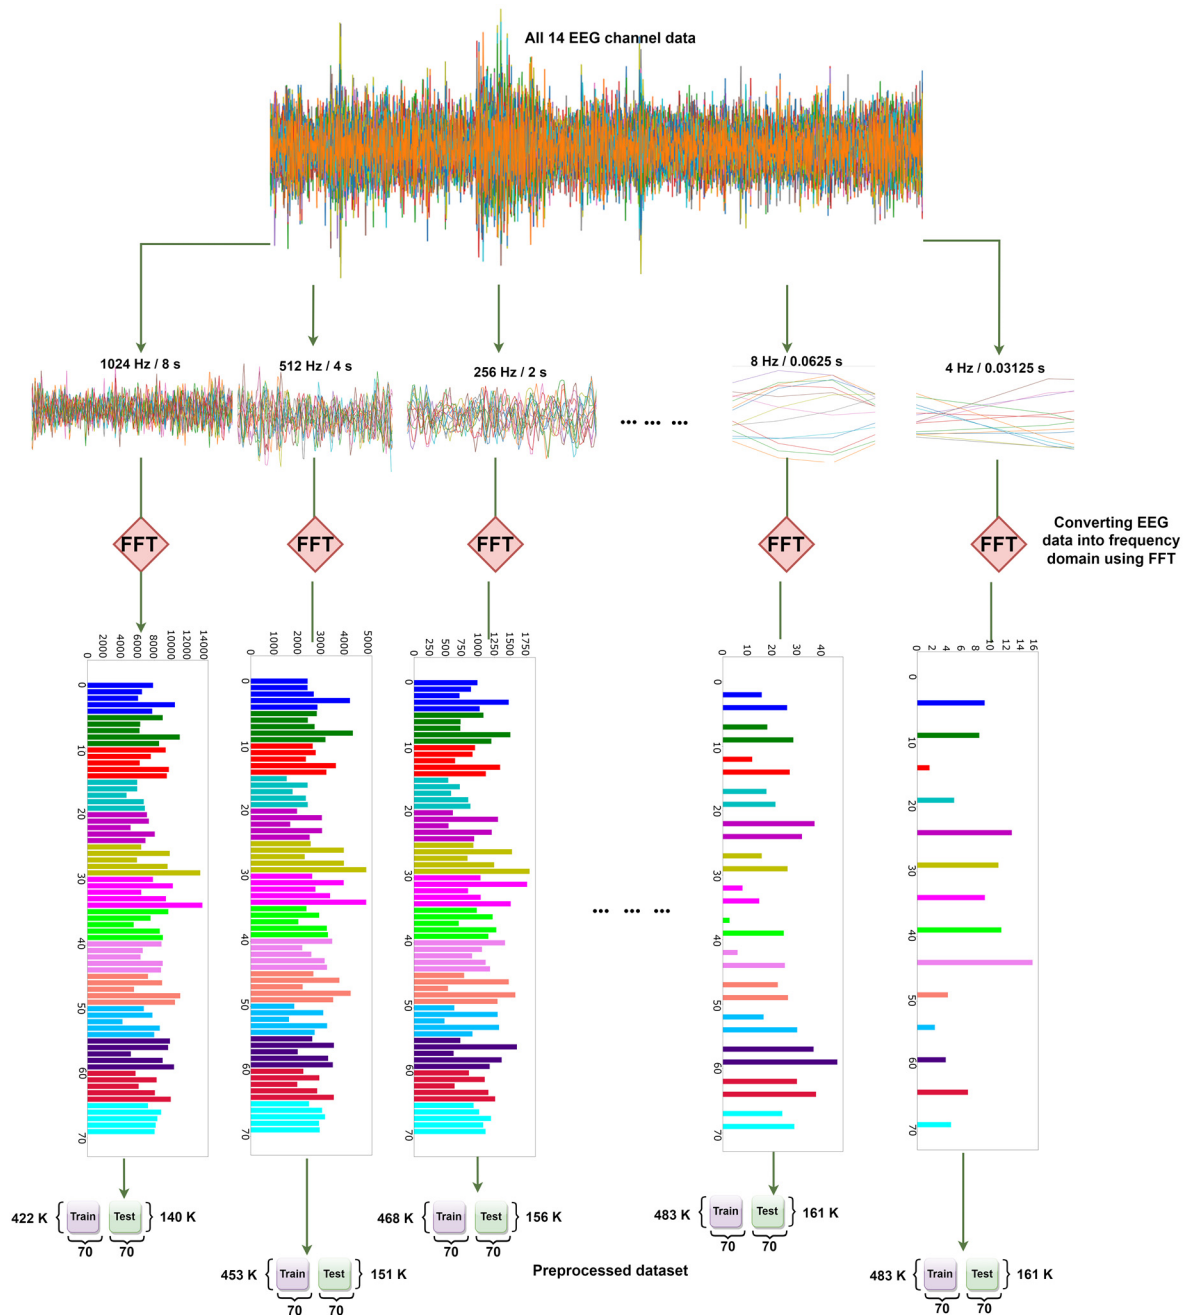 All 14 EEG channel data
1024 Hz / 8 s
512 Hz / 4 s
256 Hz / 2 s
8 Hz / 0.0625 s
4 Hz / 0.03125 s
... ... ...
FFT
FFT
FFT
FFT
FFT
Converting EEG
data into frequency
domain using FFT
0 2000 4000 6000 8000 10000 12000 14000
0 1000 2000 3000 4000 5000
250 500 750 1000 1250 1500 1750
0 10 20 30 40
0 2 4 6 8 10 12 14 16
0 10 20 30 40 50 60 70
0 10 20 30 40 50 60 70
0 10 20 30 40 50 60 70
0 10 20 30 40 50 60 70
0 10 20 30 40 50 60 70
... ... ...
422 K { Train Test } 140 K
70 70
453 K { Train Test } 151 K
70 70
468 K { Train Test } 156 K
70 70
483 K { Train Test } 161 K
70 70
483 K { Train Test } 161 K
70 70
Preprocessed dataset